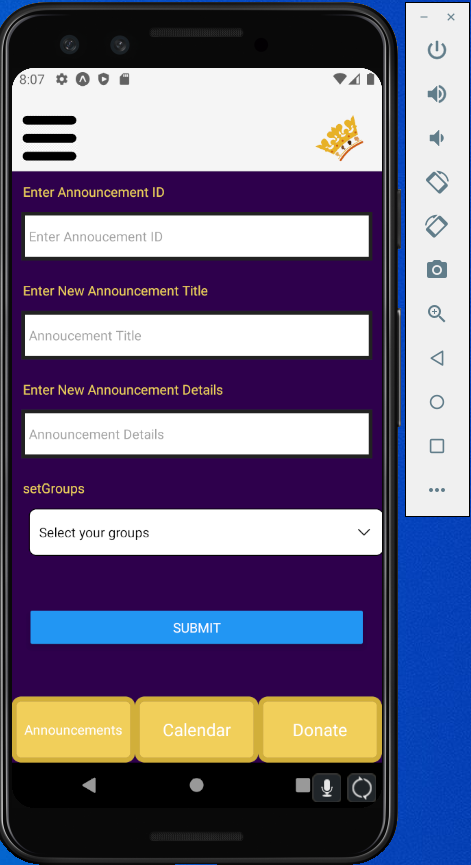 8:07
Enter Announcement ID
Enter Annoucement ID
Enter New Announcement Title
Annoucement Title
Enter New Announcement Details
Announcement Details
setGroups
Select your groups
SUBMIT
Announcements Calendar Donate